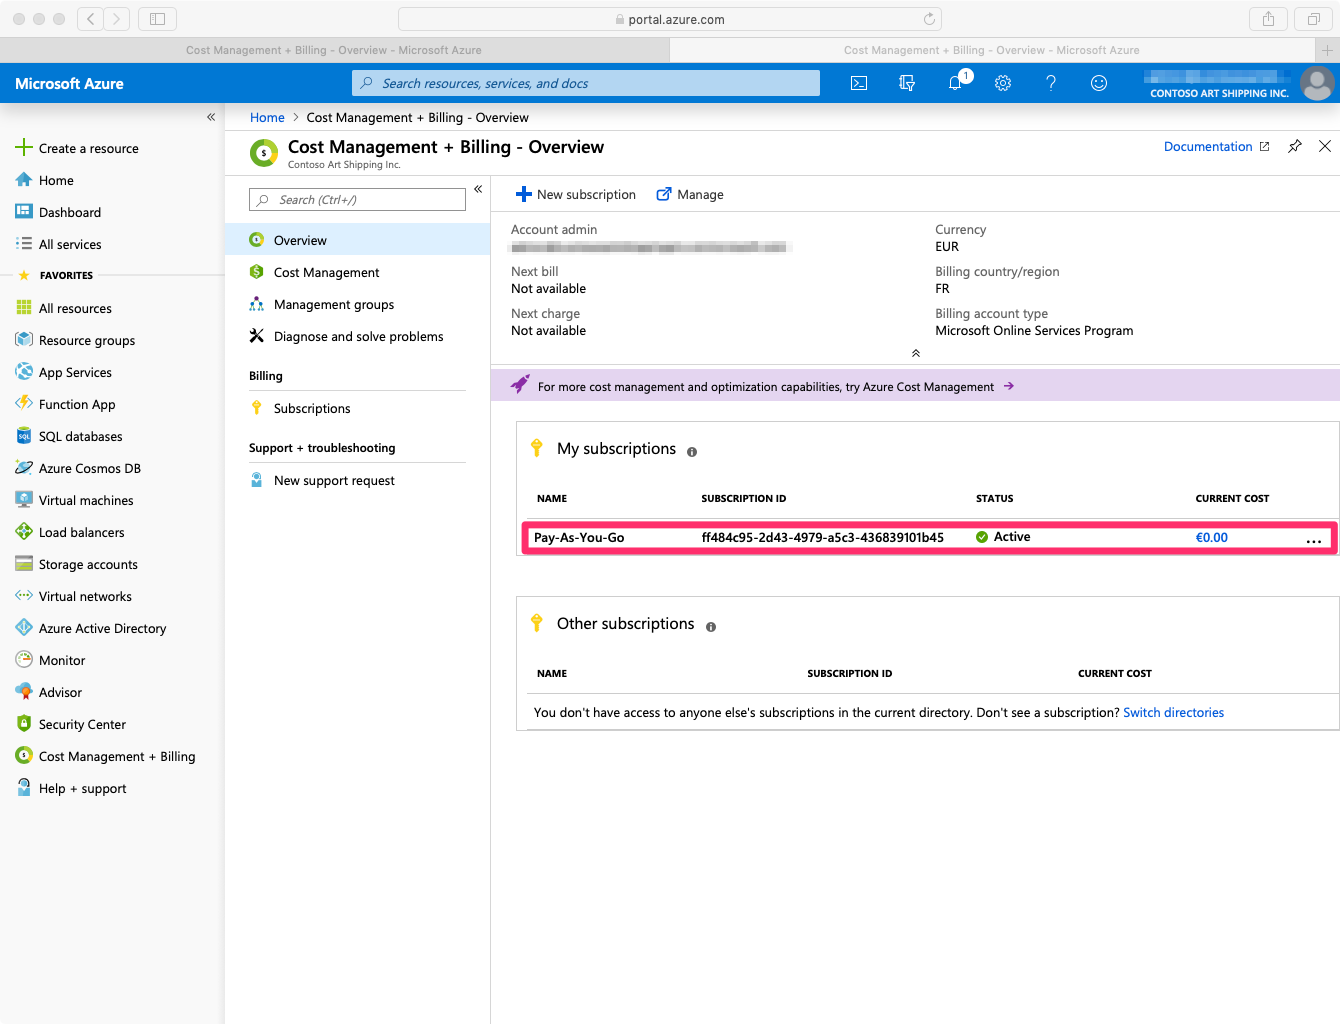 portal.azure.com
Cost Management + Billing - Overview - Microsoft Azure
Cost Management + Billing - Overview - Microsoft Azure
Microsoft Azure
Search resources, services, and docs
1
CONTOSO ART SHIPPING INC.
Create a resource
Home
Dashboard
All services
FAVORITES
All resources
Resource groups
App Services
Function App
SQL databases
Azure Cosmos DB
Virtual machines
Load balancers
Storage accounts
Virtual networks
Azure Active Directory
Monitor
Advisor
Security Center
Cost Management + Billing
Help + support
Home > Cost Management + Billing - Overview
Cost Management + Billing - Overview
Contoso Art Shipping Inc.
Documentation
Search (Ctrl+/)
Overview
Cost Management
Management groups
Diagnose and solve problems
Billing
Subscriptions
Support + troubleshooting
New support request
New subscription
Manage
Account admin
Next bill
Not available
Next charge
Not available
Currency
EUR
Billing country/region
FR
Billing account type
Microsoft Online Services Program
For more cost management and optimization capabilities, try Azure Cost Management →
My subscriptions
NAME SUBSCRIPTION ID STATUS CURRENT COST
Pay-As-You-Go ff484c95-2d43-4979-a5c3-436839101b45 Active €0.00 ...
Other subscriptions
NAME SUBSCRIPTION ID CURRENT COST
You don't have access to anyone else's subscriptions in the current directory. Don't see a subscription? Switch directories